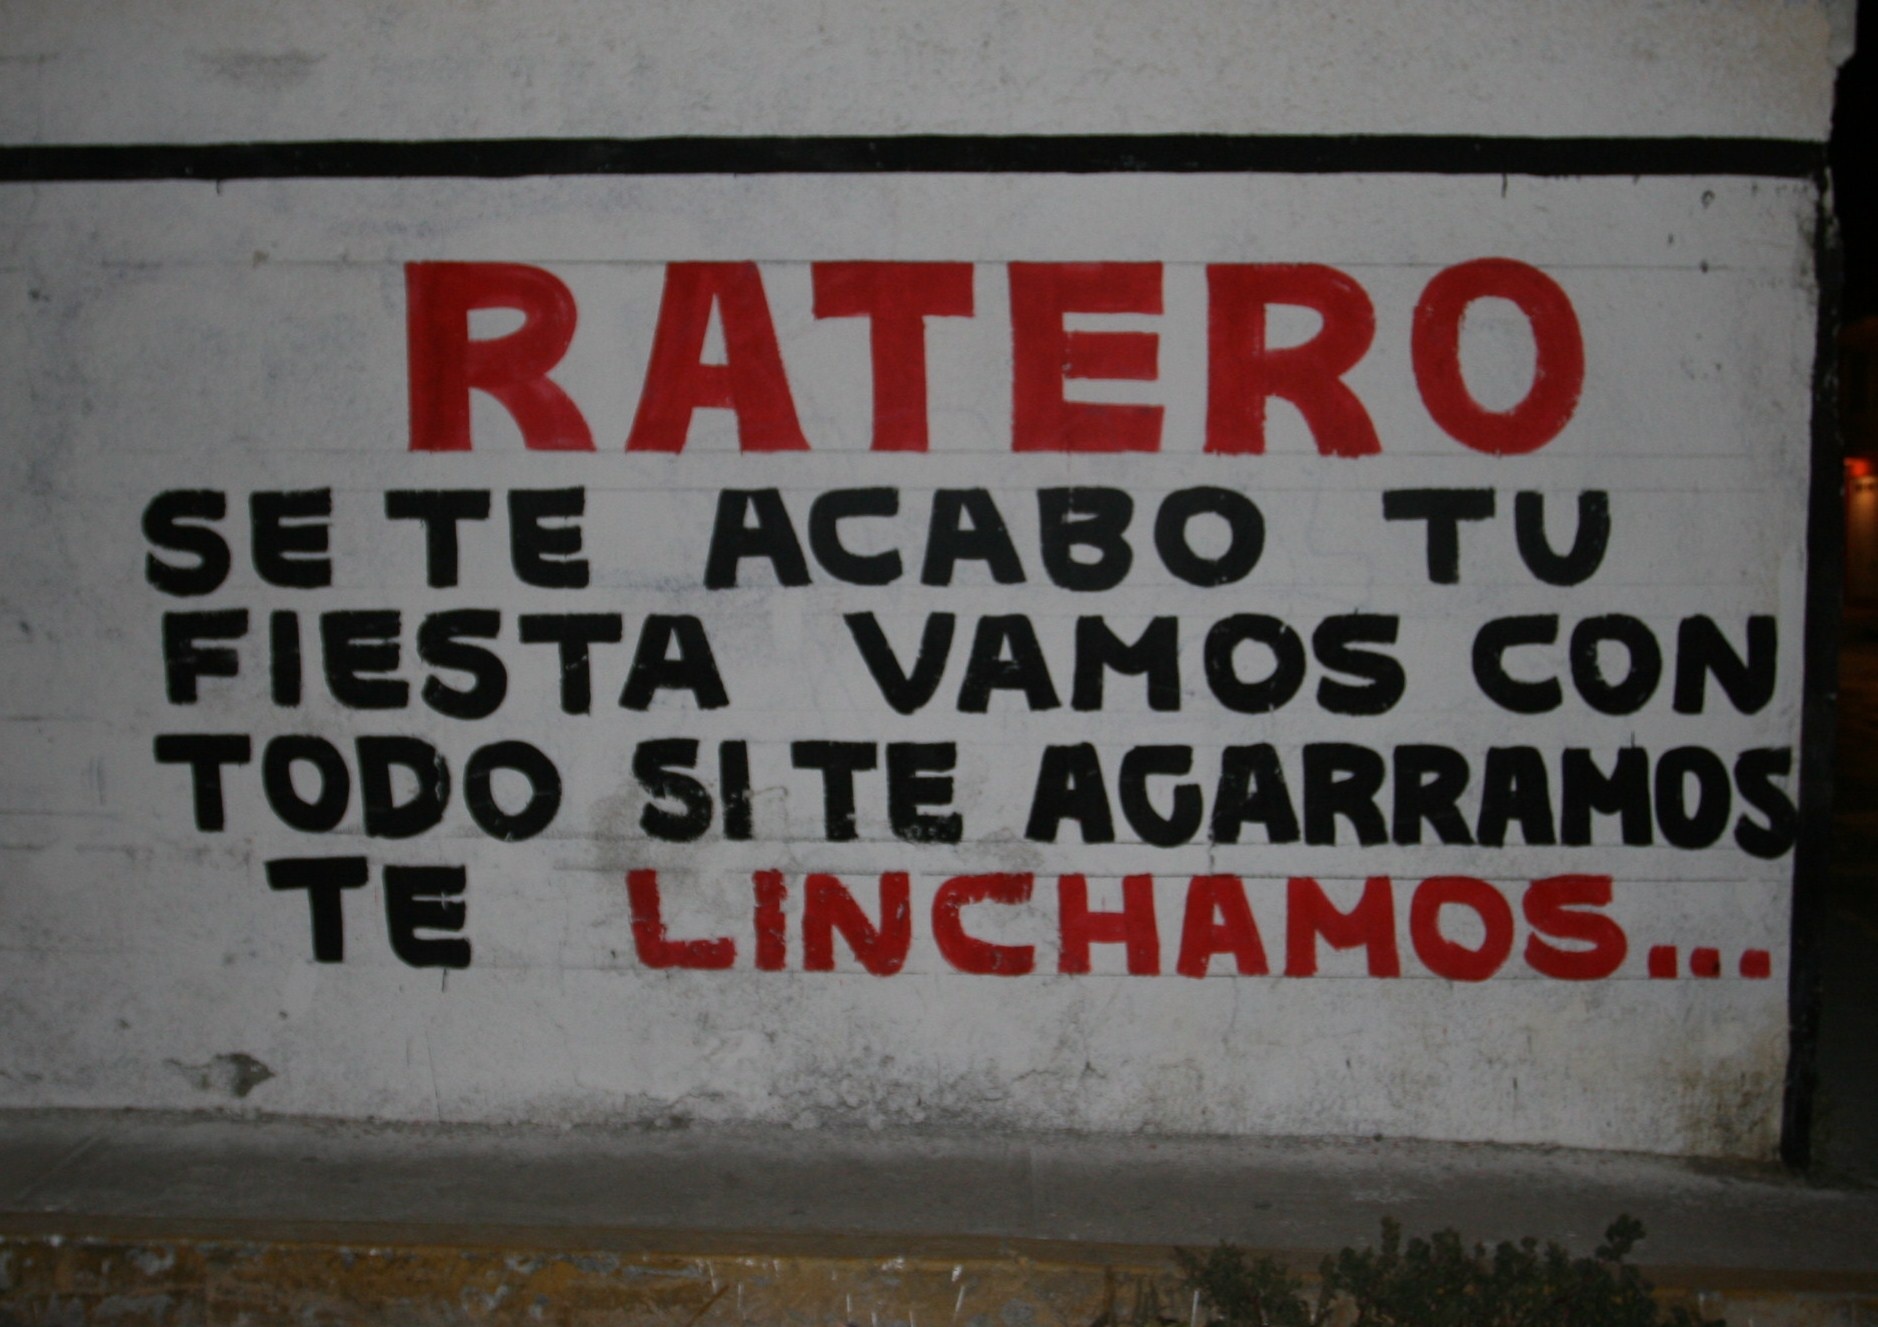 RATERO
SE TE ACABO TU
FIESTA VAMOS CON
TODO SI TE AGARRAMOS
TE LINCHAMOS...